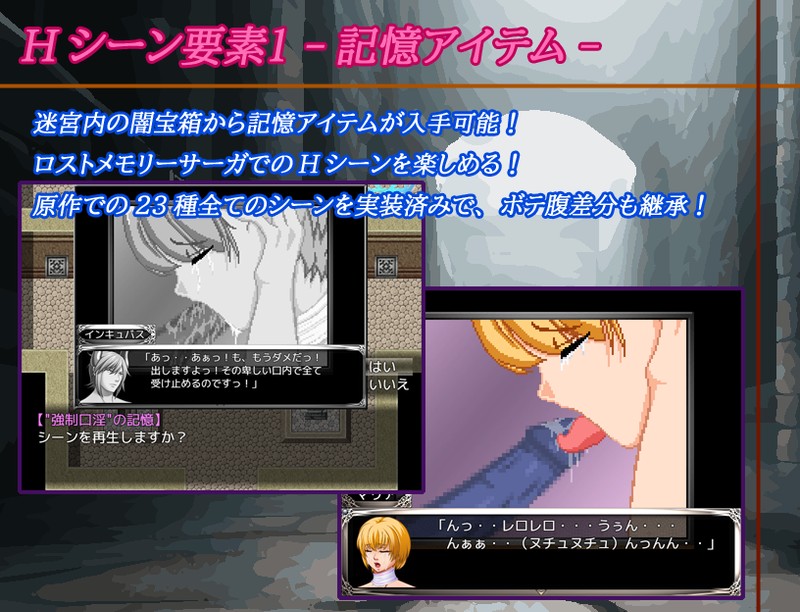 Hシーン要素1 - 記憶アイテム -
迷宮内の闇宝箱から記憶アイテムが入手可能！
ロストメモリーサーガでのHシーンを楽しめる！
原作での23種全てのシーンを実装済みで、ボテ腹差分も継承！
インキュバス
「あっ・・あぁっ！も、もうダメだっ！
出しますよっ！その卑しい口内で全て
受け止めるのですっ！」
はい
いいえ
【"強制口淫"の記憶】
シーンを再生しますか？
マリア
「んっ・・レロレロ・・・うぅん・・・
んぁぁ・・（ヌチュヌチュ）んっんん・・」